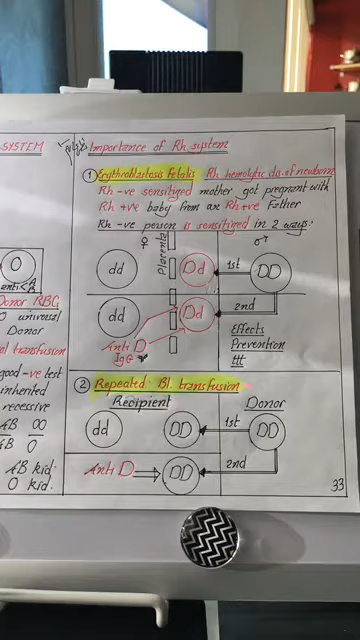 SYSTEM
O
anti
Donor RBC
O universal
Donor
transfusion
good -ve test
inherited
recessive
AB OO
AB O
AB kid.
O kid.
Importance of Rh system
① Erythroblastosis fetalis Rh hemolytic ds. of newborn
Rh -ve sensitized mother got pregnant with
Rh +ve baby from an Rh +ve Father
Rh -ve person is sensitized in 2 ways:
♀ Placenta ♂
dd Dd 1st DD
dd Dd 2nd
Anti D
IgG
Effects
Prevention
ttt
② Repeated Bl. transfusion
Recipient Donor
dd DD 1st DD
Anti D DD 2nd
33